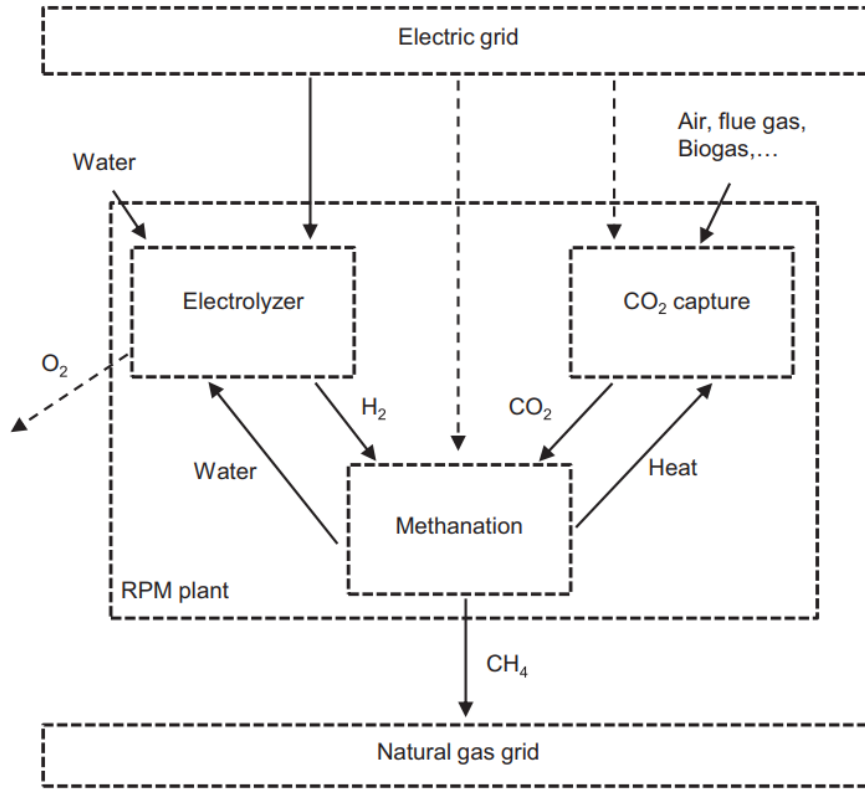 Electric grid
Air, flue gas,
Biogas,...
Water
Electrolyzer
CO₂ capture
O₂
H₂
CO₂
Water
Heat
Methanation
RPM plant
CH₄
Natural gas grid